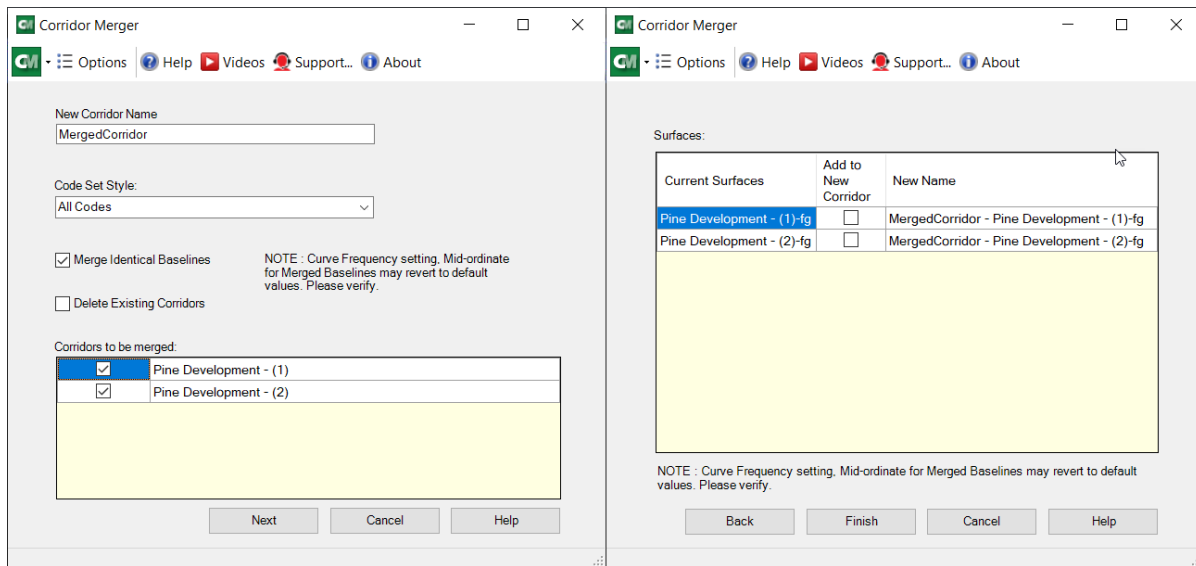 Corridor Merger
Options Help Videos Support... About
New Corridor Name
MergedCorridor
Code Set Style:
All Codes
Merge Identical Baselines
NOTE : Curve Frequency setting, Mid-ordinate
for Merged Baselines may revert to default
values. Please verify.
Delete Existing Corridors
Corridors to be merged:
Pine Development - (1)
Pine Development - (2)
Next Cancel Help
Corridor Merger
Options Help Videos Support... About
Surfaces:
Current Surfaces
Add to
New
Corridor
New Name
Pine Development - (1)-fg MergedCorridor - Pine Development - (1)-fg
Pine Development - (2)-fg MergedCorridor - Pine Development - (2)-fg
NOTE : Curve Frequency setting, Mid-ordinate for Merged Baselines may revert to default
values. Please verify.
Back Finish Cancel Help